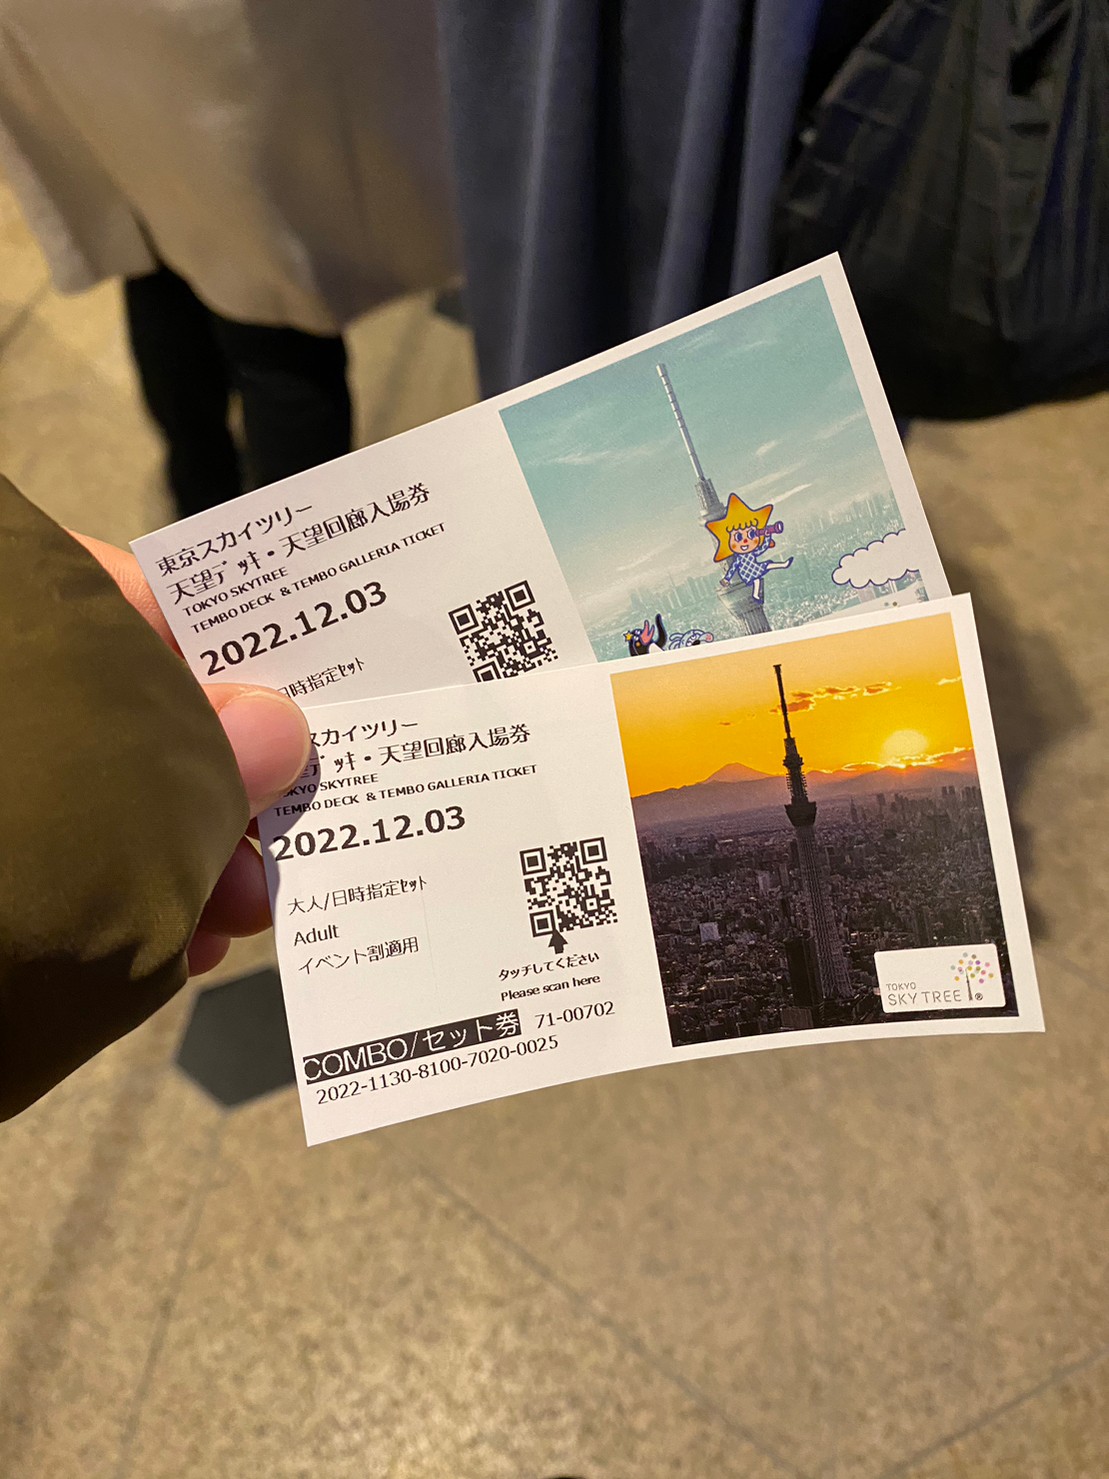 東京スカイツリー
天望ﾃﾞｯｷ・天望回廊入場券
TOKYO SKYTREE
TEMBO DECK & TEMBO GALLERIA TICKET
2022.12.03
日時指定ｾｯﾄ
スカイツリー
ﾃﾞｯｷ・天望回廊入場券
KYO SKYTREE
TEMBO DECK & TEMBO GALLERIA TICKET
2022.12.03
大人/日時指定ｾｯﾄ
Adult
イベント割適用
タッチしてください
Please scan here
COMBO/セット券 71-00702
2022-1130-8100-7020-0025
TOKYO
SKYTREE®